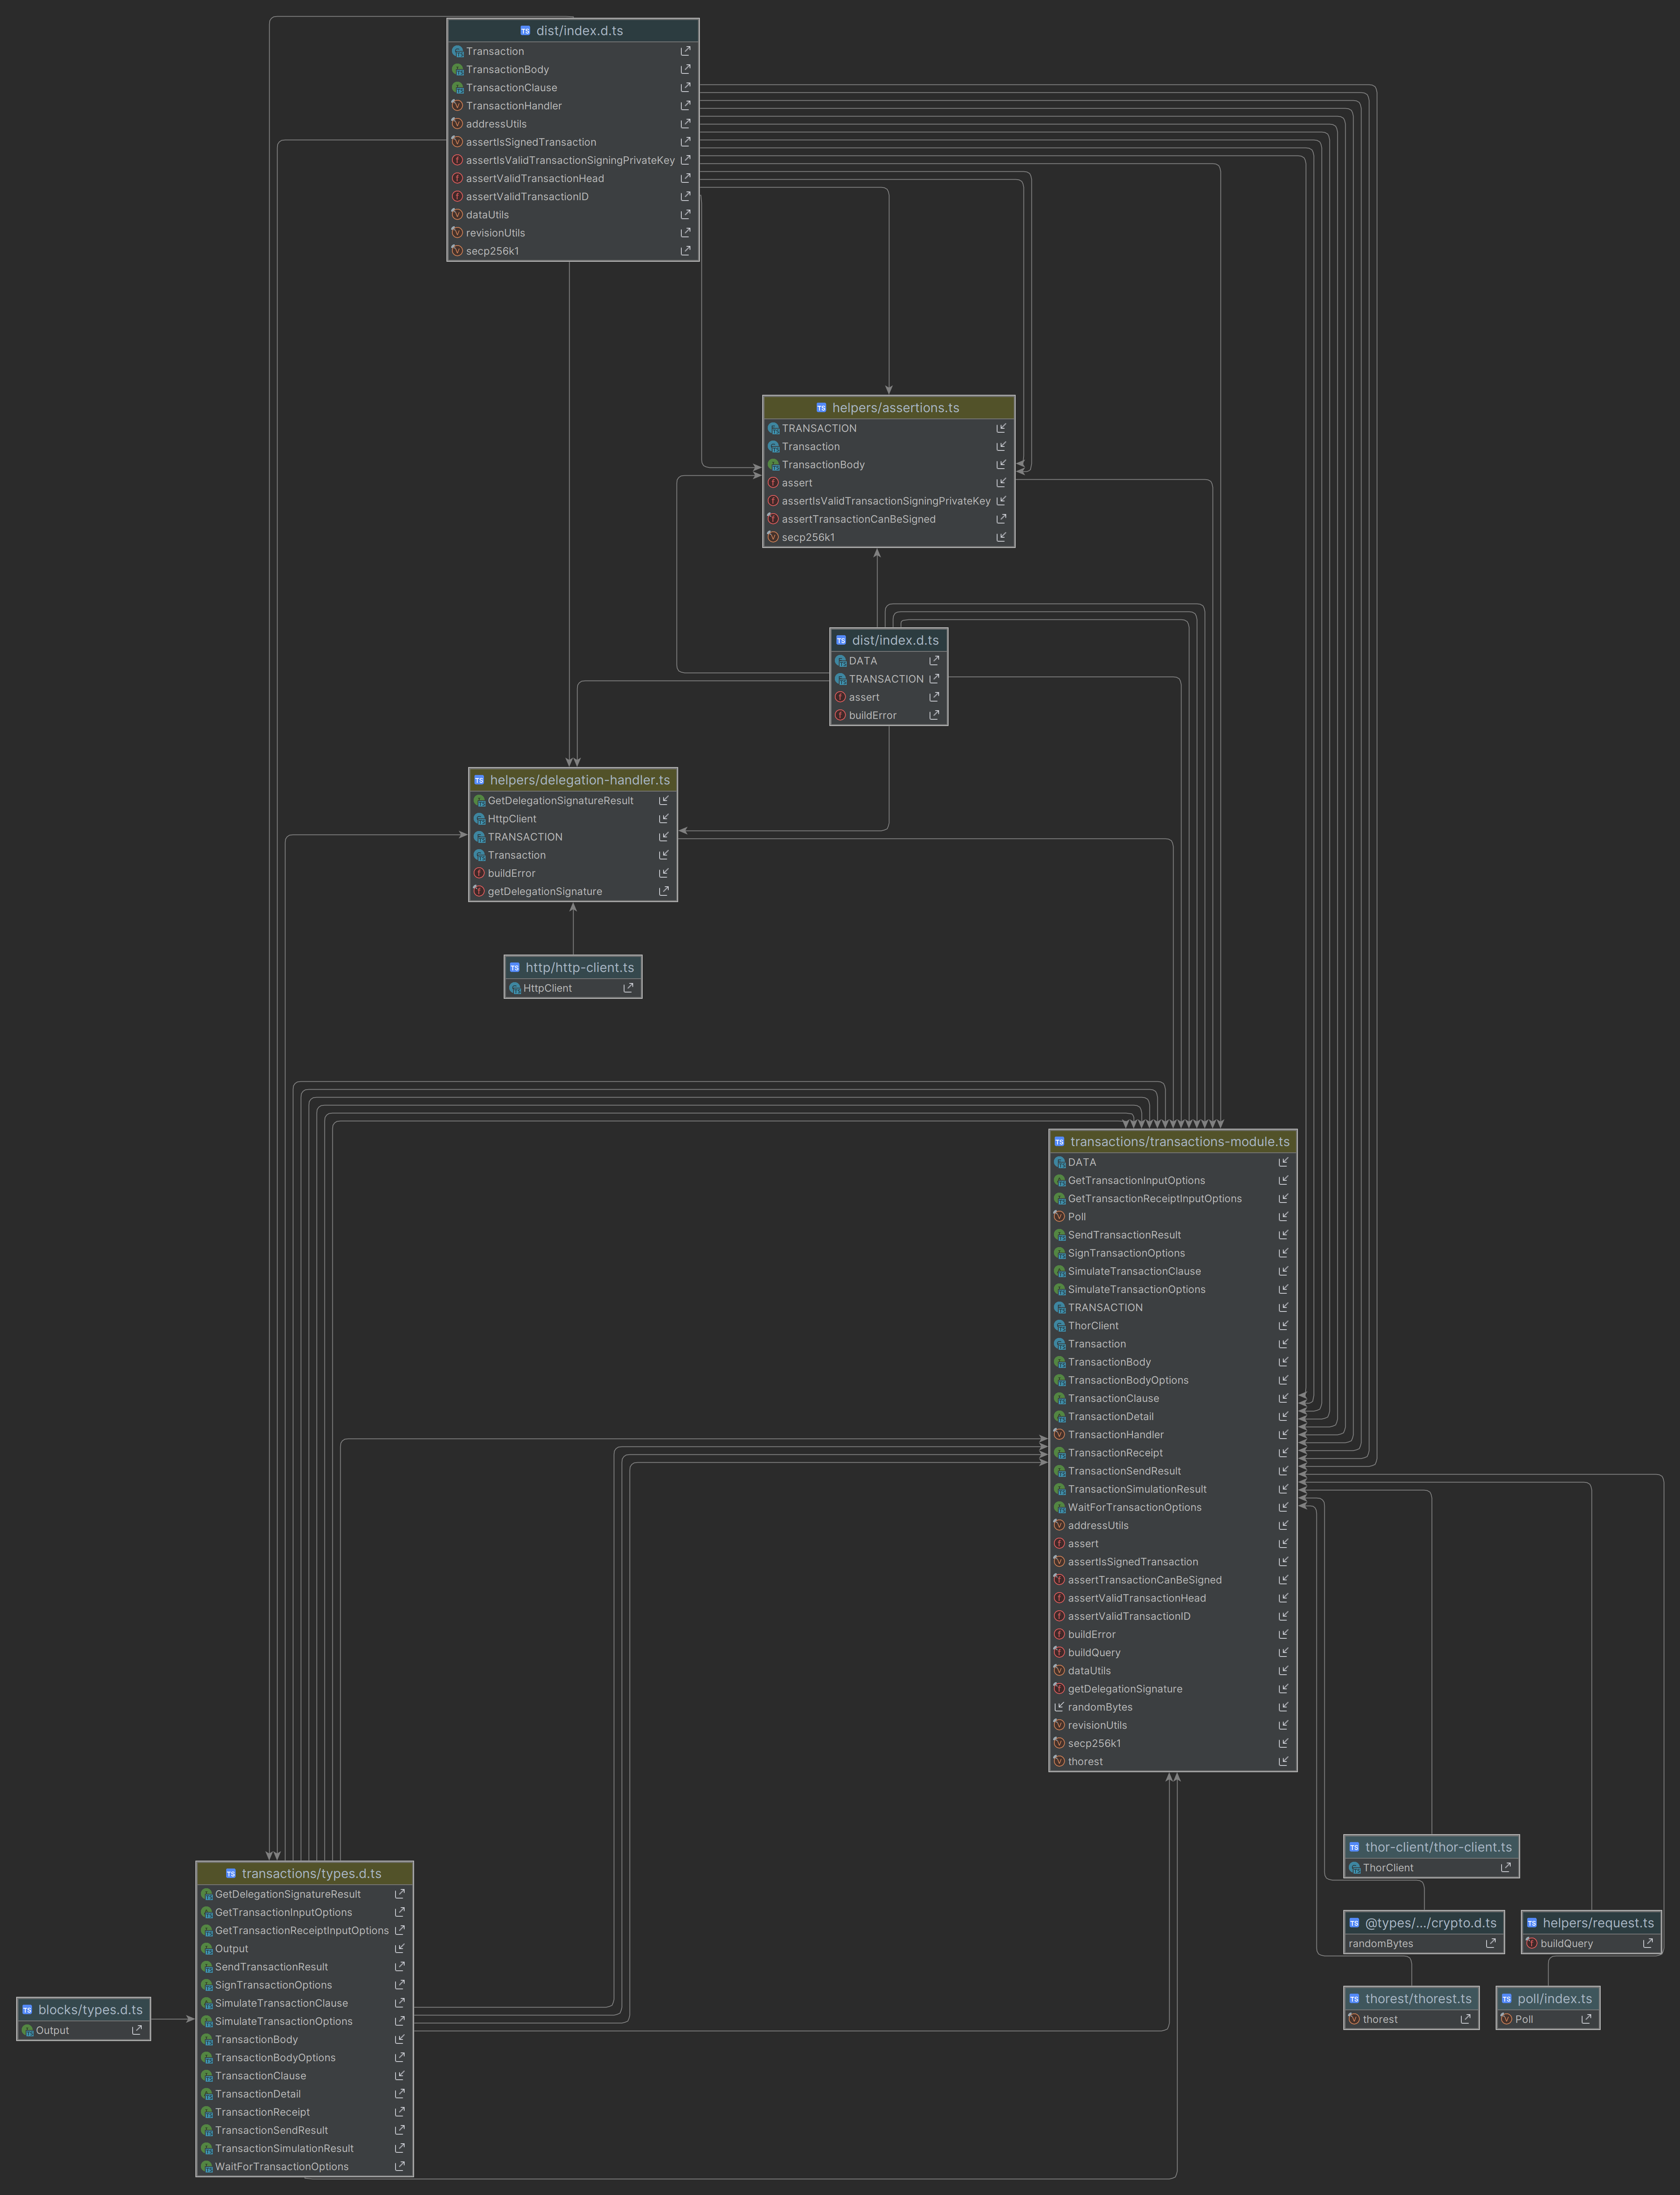 dist/index.d.ts
Transaction
TransactionBody
TransactionClause
TransactionHandler
addressUtils
assertIsSignedTransaction
assertIsValidTransactionSigningPrivateKey
assertValidTransactionHead
assertValidTransactionID
dataUtils
revisionUtils
secp256k1
helpers/assertions.ts
TRANSACTION
Transaction
TransactionBody
assert
assertIsValidTransactionSigningPrivateKey
assertTransactionCanBeSigned
secp256k1
dist/index.d.ts
DATA
TRANSACTION
assert
buildError
helpers/delegation-handler.ts
GetDelegationSignatureResult
HttpClient
TRANSACTION
Transaction
buildError
getDelegationSignature
http/http-client.ts
HttpClient
transactions/transactions-module.ts
DATA
GetTransactionInputOptions
GetTransactionReceiptInputOptions
Poll
SendTransactionResult
SignTransactionOptions
SimulateTransactionClause
SimulateTransactionOptions
TRANSACTION
ThorClient
Transaction
TransactionBody
TransactionBodyOptions
TransactionClause
TransactionDetail
TransactionHandler
TransactionReceipt
TransactionSendResult
TransactionSimulationResult
WaitForTransactionOptions
addressUtils
assert
assertIsSignedTransaction
assertTransactionCanBeSigned
assertValidTransactionHead
assertValidTransactionID
buildError
buildQuery
dataUtils
getDelegationSignature
randomBytes
revisionUtils
secp256k1
thorest
thor-client/thor-client.ts
ThorClient
@types/.../crypto.d.ts
randomBytes
helpers/request.ts
buildQuery
thorest/thorest.ts
thorest
poll/index.ts
Poll
transactions/types.d.ts
GetDelegationSignatureResult
GetTransactionInputOptions
GetTransactionReceiptInputOptions
Output
SendTransactionResult
SignTransactionOptions
SimulateTransactionClause
SimulateTransactionOptions
TransactionBody
TransactionBodyOptions
TransactionClause
TransactionDetail
TransactionReceipt
TransactionSendResult
TransactionSimulationResult
WaitForTransactionOptions
blocks/types.d.ts
Output